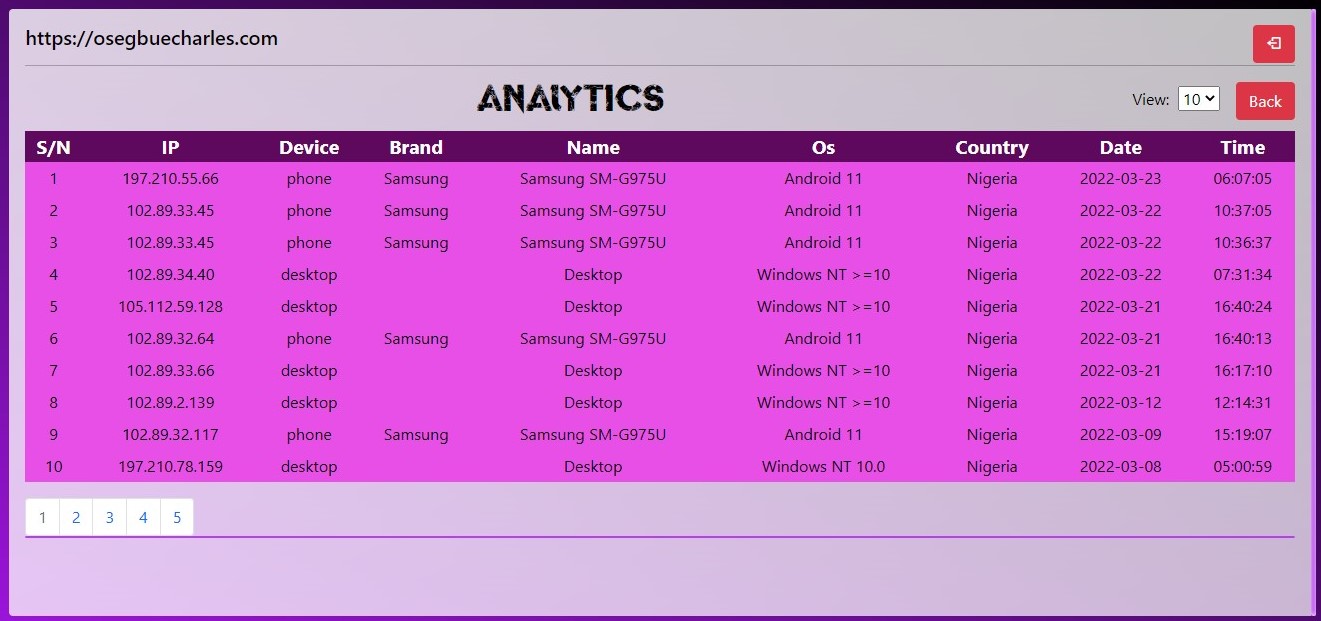 https://osegbuecharles.com
ANAlYTICS
View: 10 Back
S/N IP Device Brand Name Os Country Date Time
1 197.210.55.66 phone Samsung Samsung SM-G975U Android 11 Nigeria 2022-03-23 06:07:05
2 102.89.33.45 phone Samsung Samsung SM-G975U Android 11 Nigeria 2022-03-22 10:37:05
3 102.89.33.45 phone Samsung Samsung SM-G975U Android 11 Nigeria 2022-03-22 10:36:37
4 102.89.34.40 desktop Desktop Windows NT >=10 Nigeria 2022-03-22 07:31:34
5 105.112.59.128 desktop Desktop Windows NT >=10 Nigeria 2022-03-21 16:40:24
6 102.89.32.64 phone Samsung Samsung SM-G975U Android 11 Nigeria 2022-03-21 16:40:13
7 102.89.33.66 desktop Desktop Windows NT >=10 Nigeria 2022-03-21 16:17:10
8 102.89.2.139 desktop Desktop Windows NT >=10 Nigeria 2022-03-12 12:14:31
9 102.89.32.117 phone Samsung Samsung SM-G975U Android 11 Nigeria 2022-03-09 15:19:07
10 197.210.78.159 desktop Desktop Windows NT 10.0 Nigeria 2022-03-08 05:00:59
1 2 3 4 5